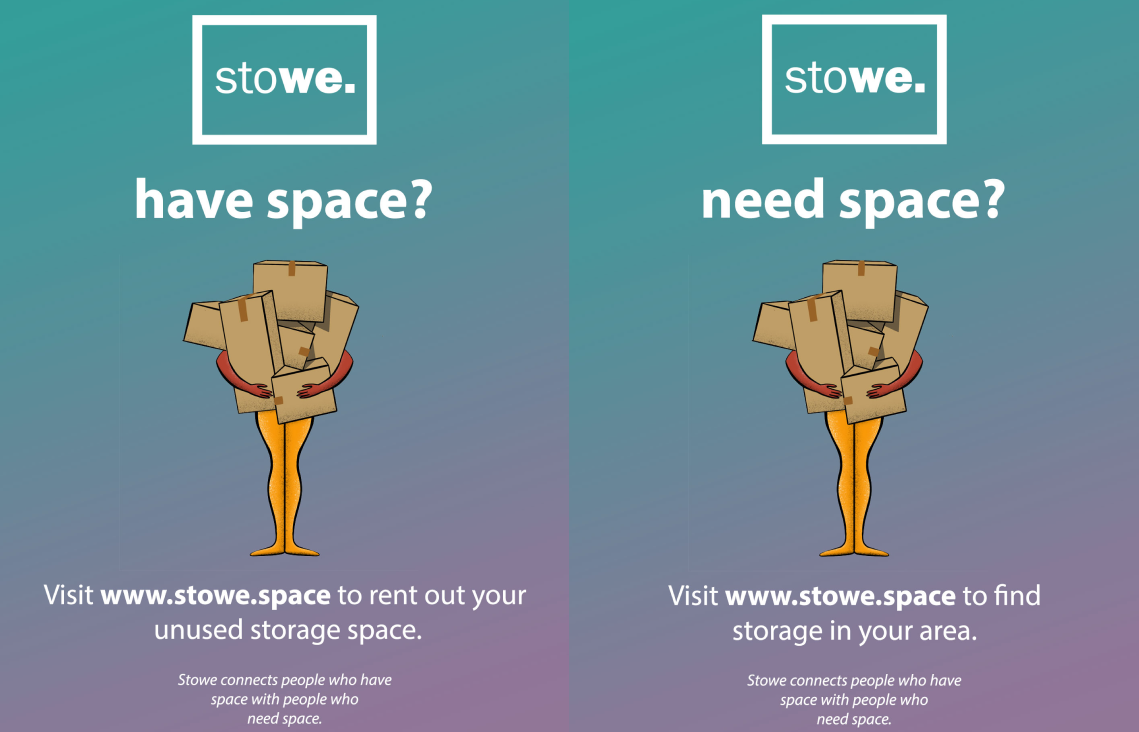 stowe.
have space?
Visit www.stowe.space to rent out your
unused storage space.
Stowe connects people who have
space with people who
need space.
stowe.
need space?
Visit www.stowe.space to find
storage in your area.
Stowe connects people who have
space with people who
need space.